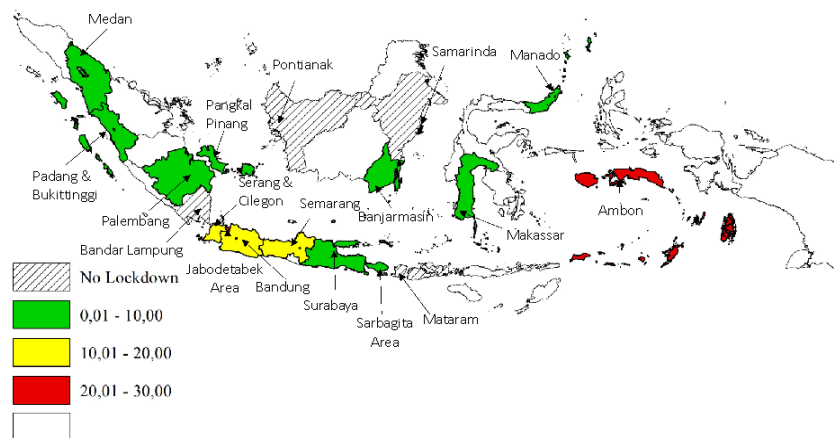 Medan
Samarinda
Manado
Pontianak
Pangkal
Pinang
Padang &
Bukittinggi
Serang &
Cilegon
Semarang
Palembang
Banjarmasin
Ambon
Makassar
Bandar Lampung
Jabodetabek
Area
Bandung
Surabaya
Sarbagita
Area
Mataram
No Lockdown
0,01 - 10,00
10,01 - 20,00
20,01 - 30,00